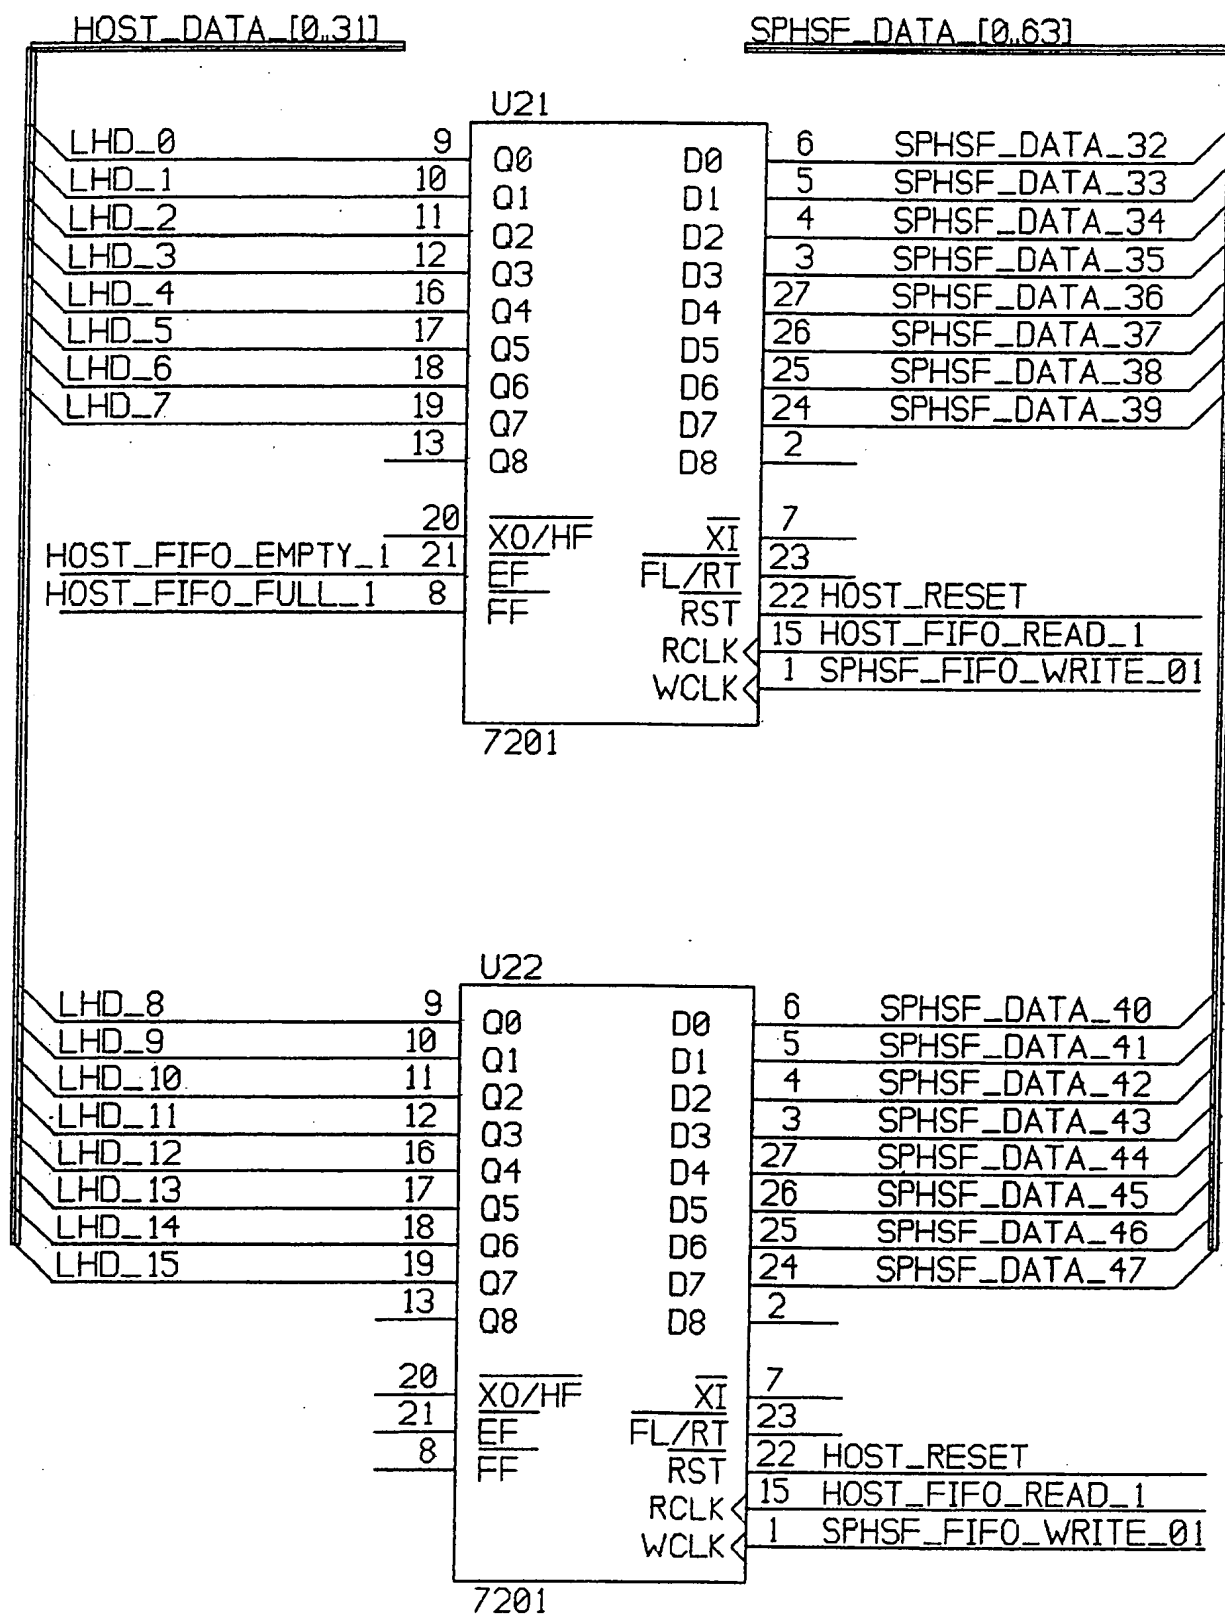 HOST_DATA_[0..31] SPHSF_DATA_[0..63]
U21
LHD_0 9 Q0 D0 6 SPHSF_DATA_32
LHD_1 10 Q1 D1 5 SPHSF_DATA_33
LHD_2 11 Q2 D2 4 SPHSF_DATA_34
LHD_3 12 Q3 D3 3 SPHSF_DATA_35
LHD_4 16 Q4 D4 27 SPHSF_DATA_36
LHD_5 17 Q5 D5 26 SPHSF_DATA_37
LHD_6 18 Q6 D6 25 SPHSF_DATA_38
LHD_7 19 Q7 D7 24 SPHSF_DATA_39
13 Q8 D8 2
20 XO/HF XI 7
HOST_FIFO_EMPTY_1 21 EF FL/RT 23
HOST_FIFO_FULL_1 8 FF RST 22 HOST_RESET
RCLK 15 HOST_FIFO_READ_1
WCLK 1 SPHSF_FIFO_WRITE_01
7201
U22
LHD_8 9 Q0 D0 6 SPHSF_DATA_40
LHD_9 10 Q1 D1 5 SPHSF_DATA_41
LHD_10 11 Q2 D2 4 SPHSF_DATA_42
LHD_11 12 Q3 D3 3 SPHSF_DATA_43
LHD_12 16 Q4 D4 27 SPHSF_DATA_44
LHD_13 17 Q5 D5 26 SPHSF_DATA_45
LHD_14 18 Q6 D6 25 SPHSF_DATA_46
LHD_15 19 Q7 D7 24 SPHSF_DATA_47
13 Q8 D8 2
20 XO/HF XI 7
21 EF FL/RT 23
8 FF RST 22 HOST_RESET
RCLK 15 HOST_FIFO_READ_1
WCLK 1 SPHSF_FIFO_WRITE_01
7201